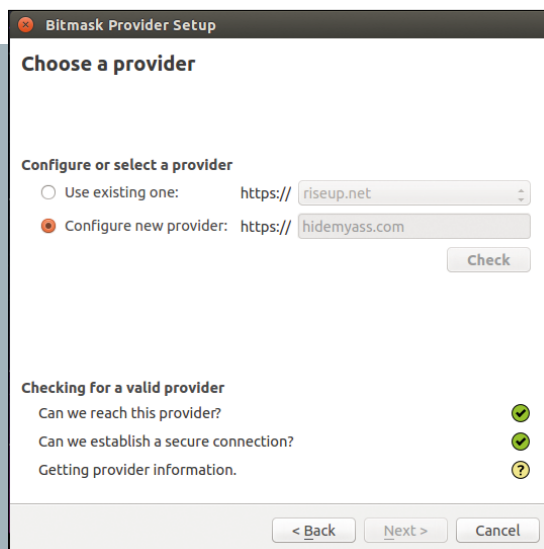 Bitmask Provider Setup
Choose a provider
Configure or select a provider
Use existing one: https:// riseup.net
Configure new provider: https:// hidemyass.com
Check
Checking for a valid provider
Can we reach this provider?
Can we establish a secure connection?
Getting provider information. ?
< Back Next > Cancel